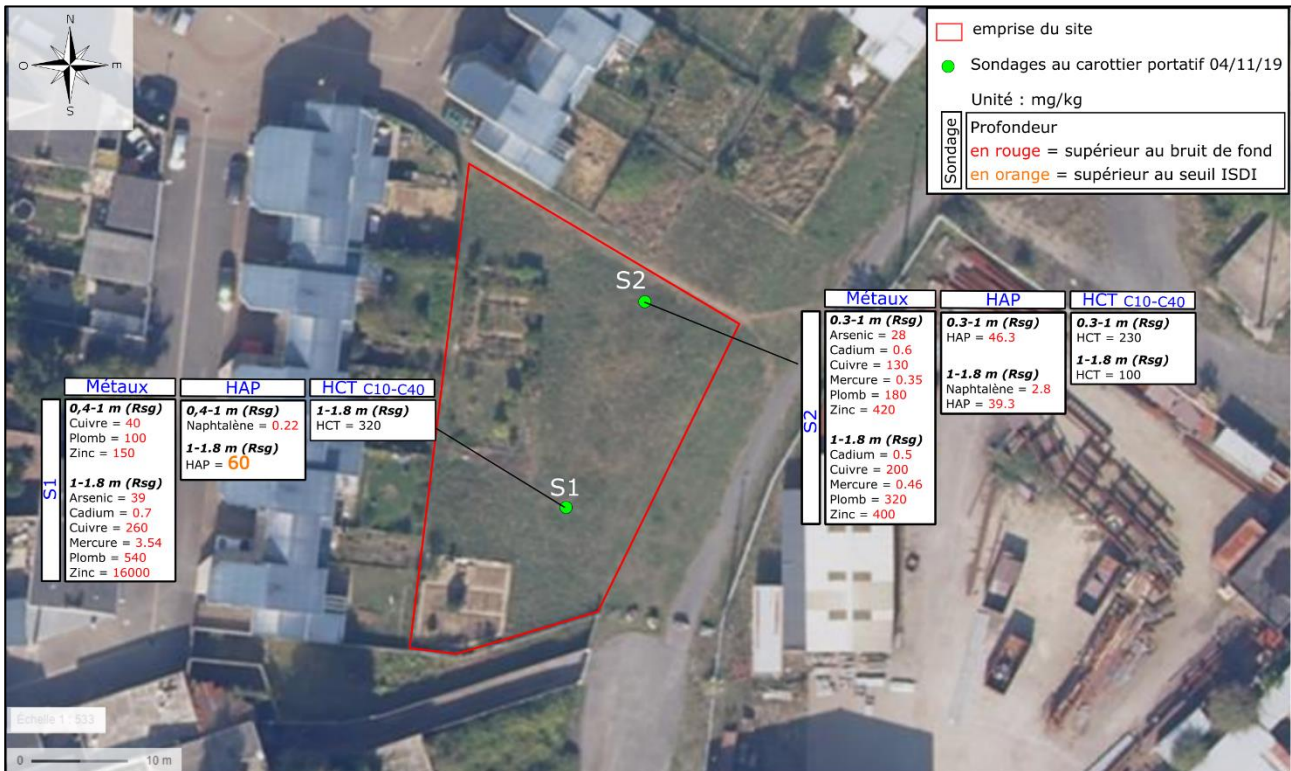 N
O
E
S
emprise du site
Sondages au carottier portatif 04/11/19
Unité : mg/kg
Sondage
Profondeur
en rouge = supérieur au bruit de fond
en orange = supérieur au seuil ISDI
S2
S1
Métaux
HAP
HCT C10-C40
S1
0,4-1 m (Rsg)
Cuivre = 40
Plomb = 100
Zinc = 150
1-1.8 m (Rsg)
Arsenic = 39
Cadium = 0.7
Cuivre = 260
Mercure = 3.54
Plomb = 540
Zinc = 16000
0,4-1 m (Rsg)
Naphtalène = 0.22
1-1.8 m (Rsg)
HAP = 60
1-1.8 m (Rsg)
HCT = 320
Métaux
HAP
HCT C10-C40
S2
0.3-1 m (Rsg)
Arsenic = 28
Cadium = 0.6
Cuivre = 130
Mercure = 0.35
Plomb = 180
Zinc = 420
1-1.8 m (Rsg)
Cadium = 0.5
Cuivre = 200
Mercure = 0.46
Plomb = 320
Zinc = 400
0.3-1 m (Rsg)
HAP = 46.3
1-1.8 m (Rsg)
Naphtalène = 2.8
HAP = 39.3
0.3-1 m (Rsg)
HCT = 230
1-1.8 m (Rsg)
HCT = 100
Echelle 1 : 533
0 10 m